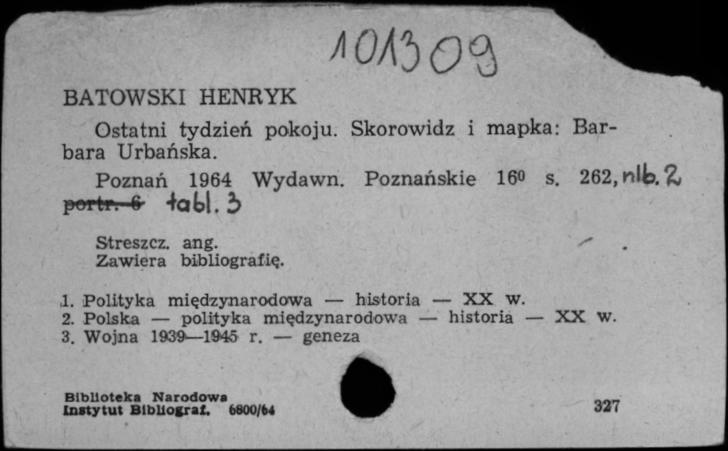 101309
BATOWSKI HENRYK
Ostatni tydzień pokoju. Skorowidz i mapka: Bar-
bara Urbańska.
Poznań 1964 Wydawn. Poznańskie 16⁰ s. 262, nlb. 2
portr. 6 tabl. 3
Streszcz. ang.
Zawiera bibliografię.
1. Polityka międzynarodowa — historia — XX w.
2. Polska — polityka międzynarodowa — historia — XX w.
3. Wojna 1939—1945 r. — geneza
Biblioteka Narodowa
Instytut Bibliograf. 6800/64
327